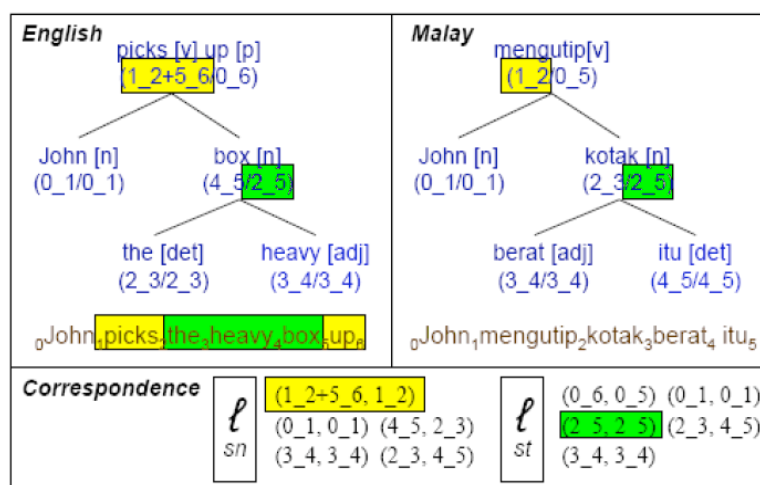 English
picks [v] up [p]
(1_2+5_6/0_6)
John [n]
(0_1/0_1)
box [n]
(4_5/2_5)
the [det]
(2_3/2_3)
heavy [adj]
(3_4/3_4)
0John1picks2the3heavy4box5up6
Malay
mengutip[v]
(1_2/0_5)
John [n]
(0_1/0_1)
kotak [n]
(2_3/2_5)
berat [adj]
(3_4/3_4)
itu [det]
(4_5/4_5)
0John1mengutip2kotak3berat4 itu5
Correspondence
ℓ sn
(1_2+5_6, 1_2)
(0_1, 0_1) (4_5, 2_3)
(3_4, 3_4) (2_3, 4_5)
ℓ st
(0_6, 0_5) (0_1, 0_1)
(2_5, 2_5) (2_3, 4_5)
(3_4, 3_4)